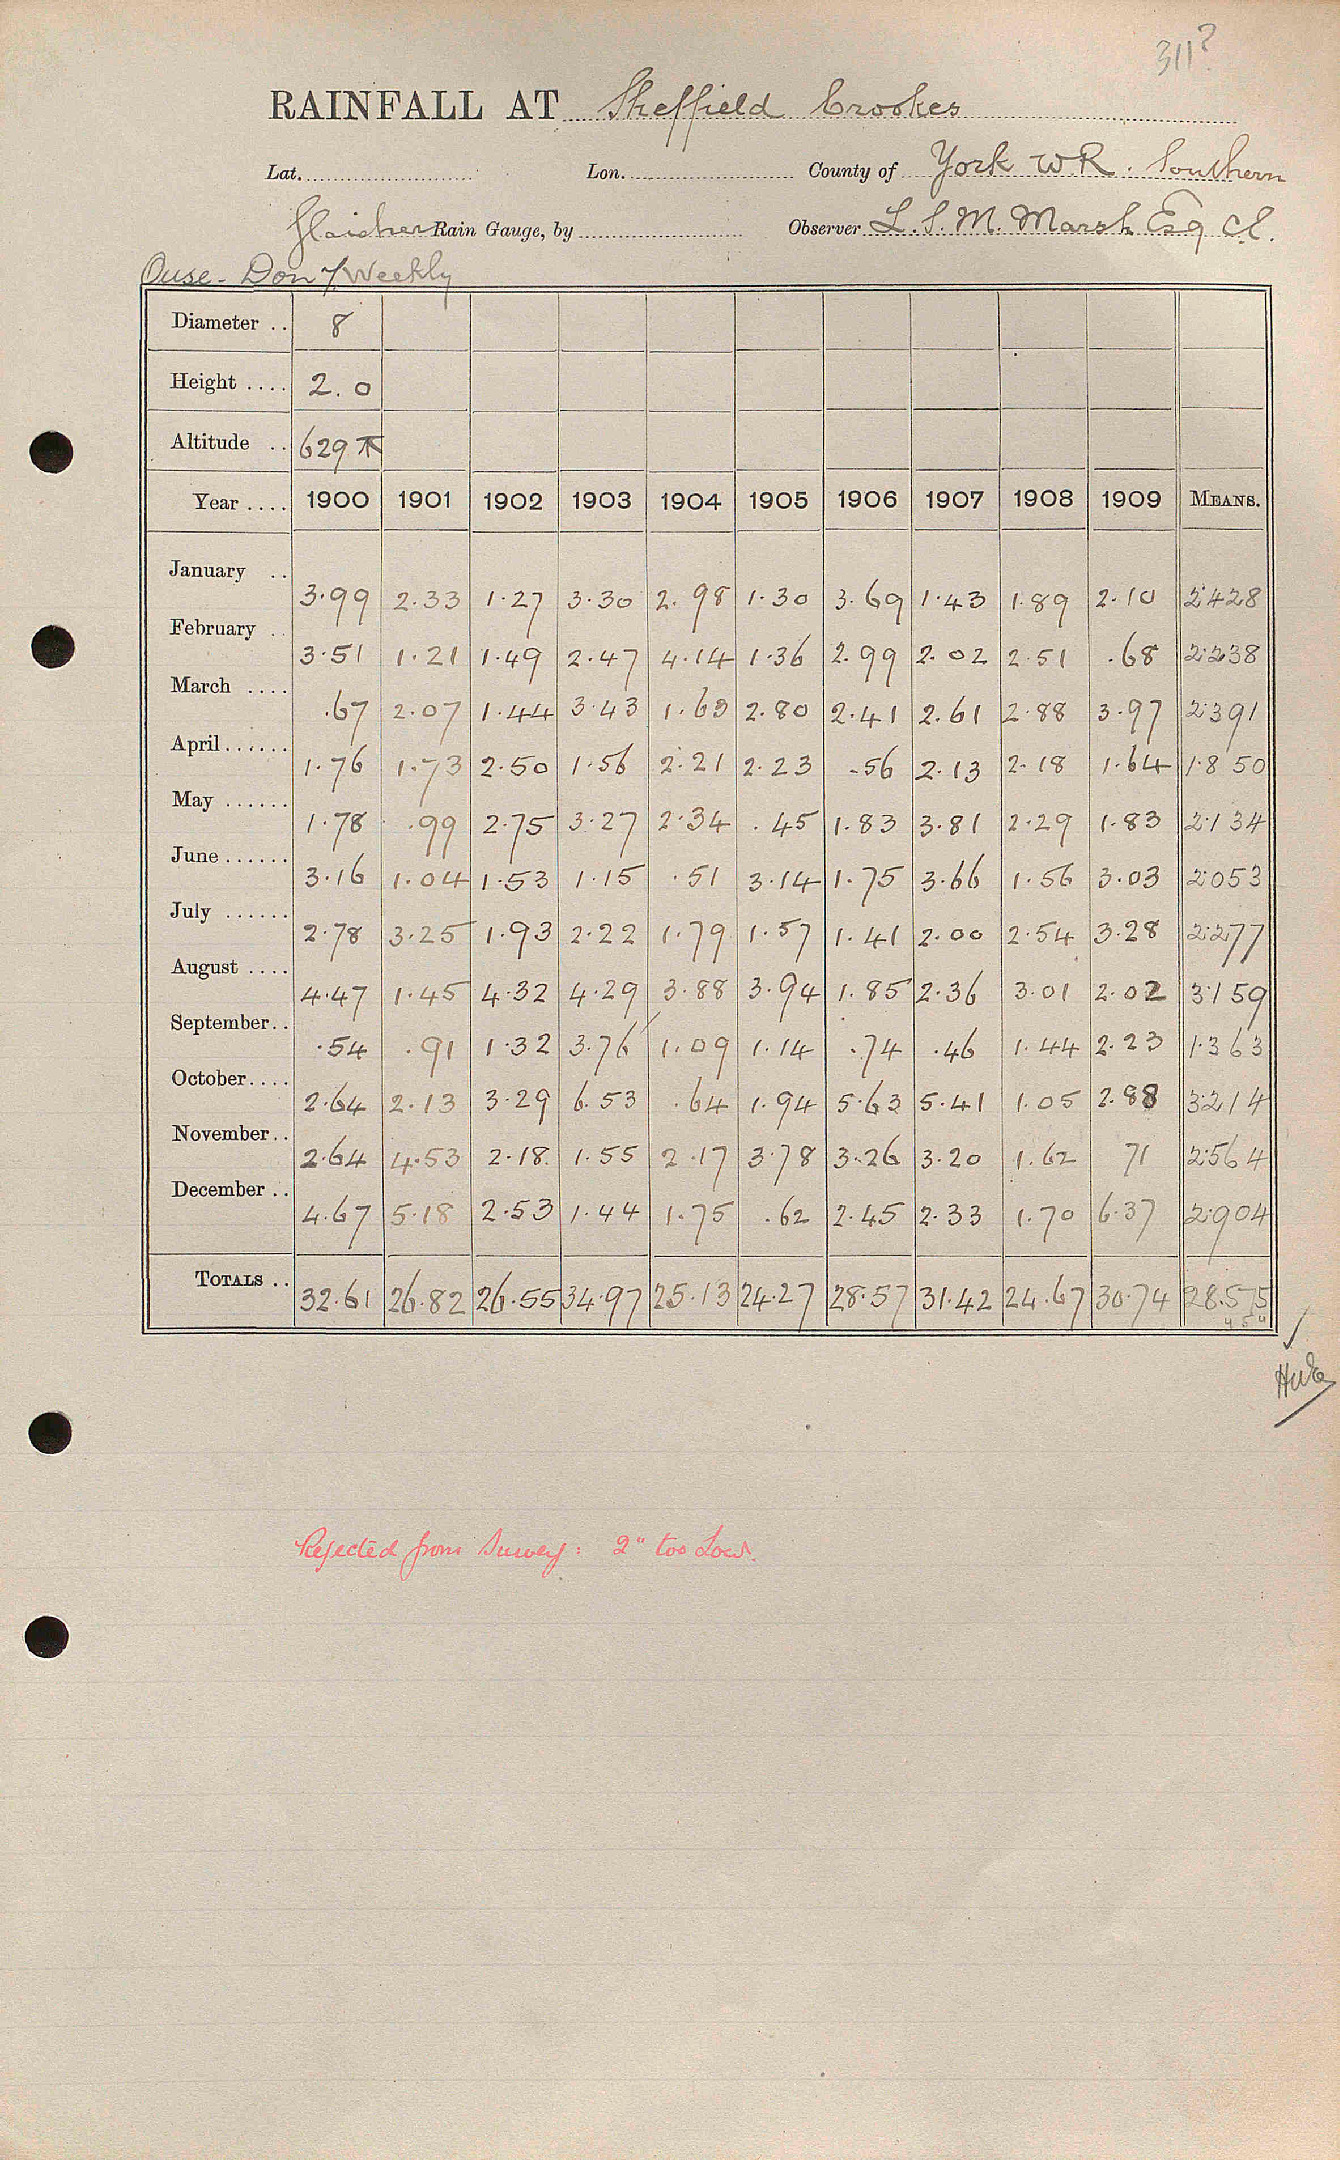 311?
RAINFALL AT Sheffield Crookes
Lat. Lon. County of York W.R. Southern
Glaisher Rain Gauge, by Observer L.S.M. Marsh Esq C.E.
Ouse - Don 7. Weekly
Diameter .. 8
Height .... 2.0
Altitude .. 629
Year .... 1900 1901 1902 1903 1904 1905 1906 1907 1908 1909 MEANS.
January .. 3.99 2.33 1.27 3.30 2.98 1.30 3.69 1.43 1.89 2.10 2.428
February .. 3.51 1.21 1.49 2.47 4.14 1.36 2.99 2.02 2.51 .68 2.238
March .... .67 2.07 1.44 3.43 1.63 2.80 2.41 2.61 2.88 3.97 2.391
April ...... 1.76 1.73 2.50 1.56 2.21 2.23 .56 2.13 2.18 1.64 1.850
May ...... 1.78 .99 2.75 3.27 2.34 .45 1.83 3.81 2.29 1.83 2.134
June ...... 3.16 1.04 1.53 1.15 .51 3.14 1.75 3.66 1.56 3.03 2.053
July ...... 2.78 3.25 1.93 2.22 1.79 1.57 1.41 2.00 2.54 3.28 2.277
August .... 4.47 1.45 4.32 4.29 3.88 3.94 1.85 2.36 3.01 2.02 3.159
September.. .54 .91 1.32 3.76 1.09 1.14 .74 .46 1.44 2.23 1.363
October.... 2.64 2.13 3.29 6.53 .64 1.94 5.63 5.41 1.05 2.88 3.214
November.. 2.64 4.53 2.18 1.55 2.17 3.78 3.26 3.20 1.62 71 2.564
December .. 4.67 5.18 2.53 1.44 1.75 .62 2.45 2.33 1.70 6.37 2.904
TOTALS .. 32.61 26.82 26.55 34.97 25.13 24.27 28.57 31.42 24.67 30.74 28.575
Rejected from Survey: 2" too Low.